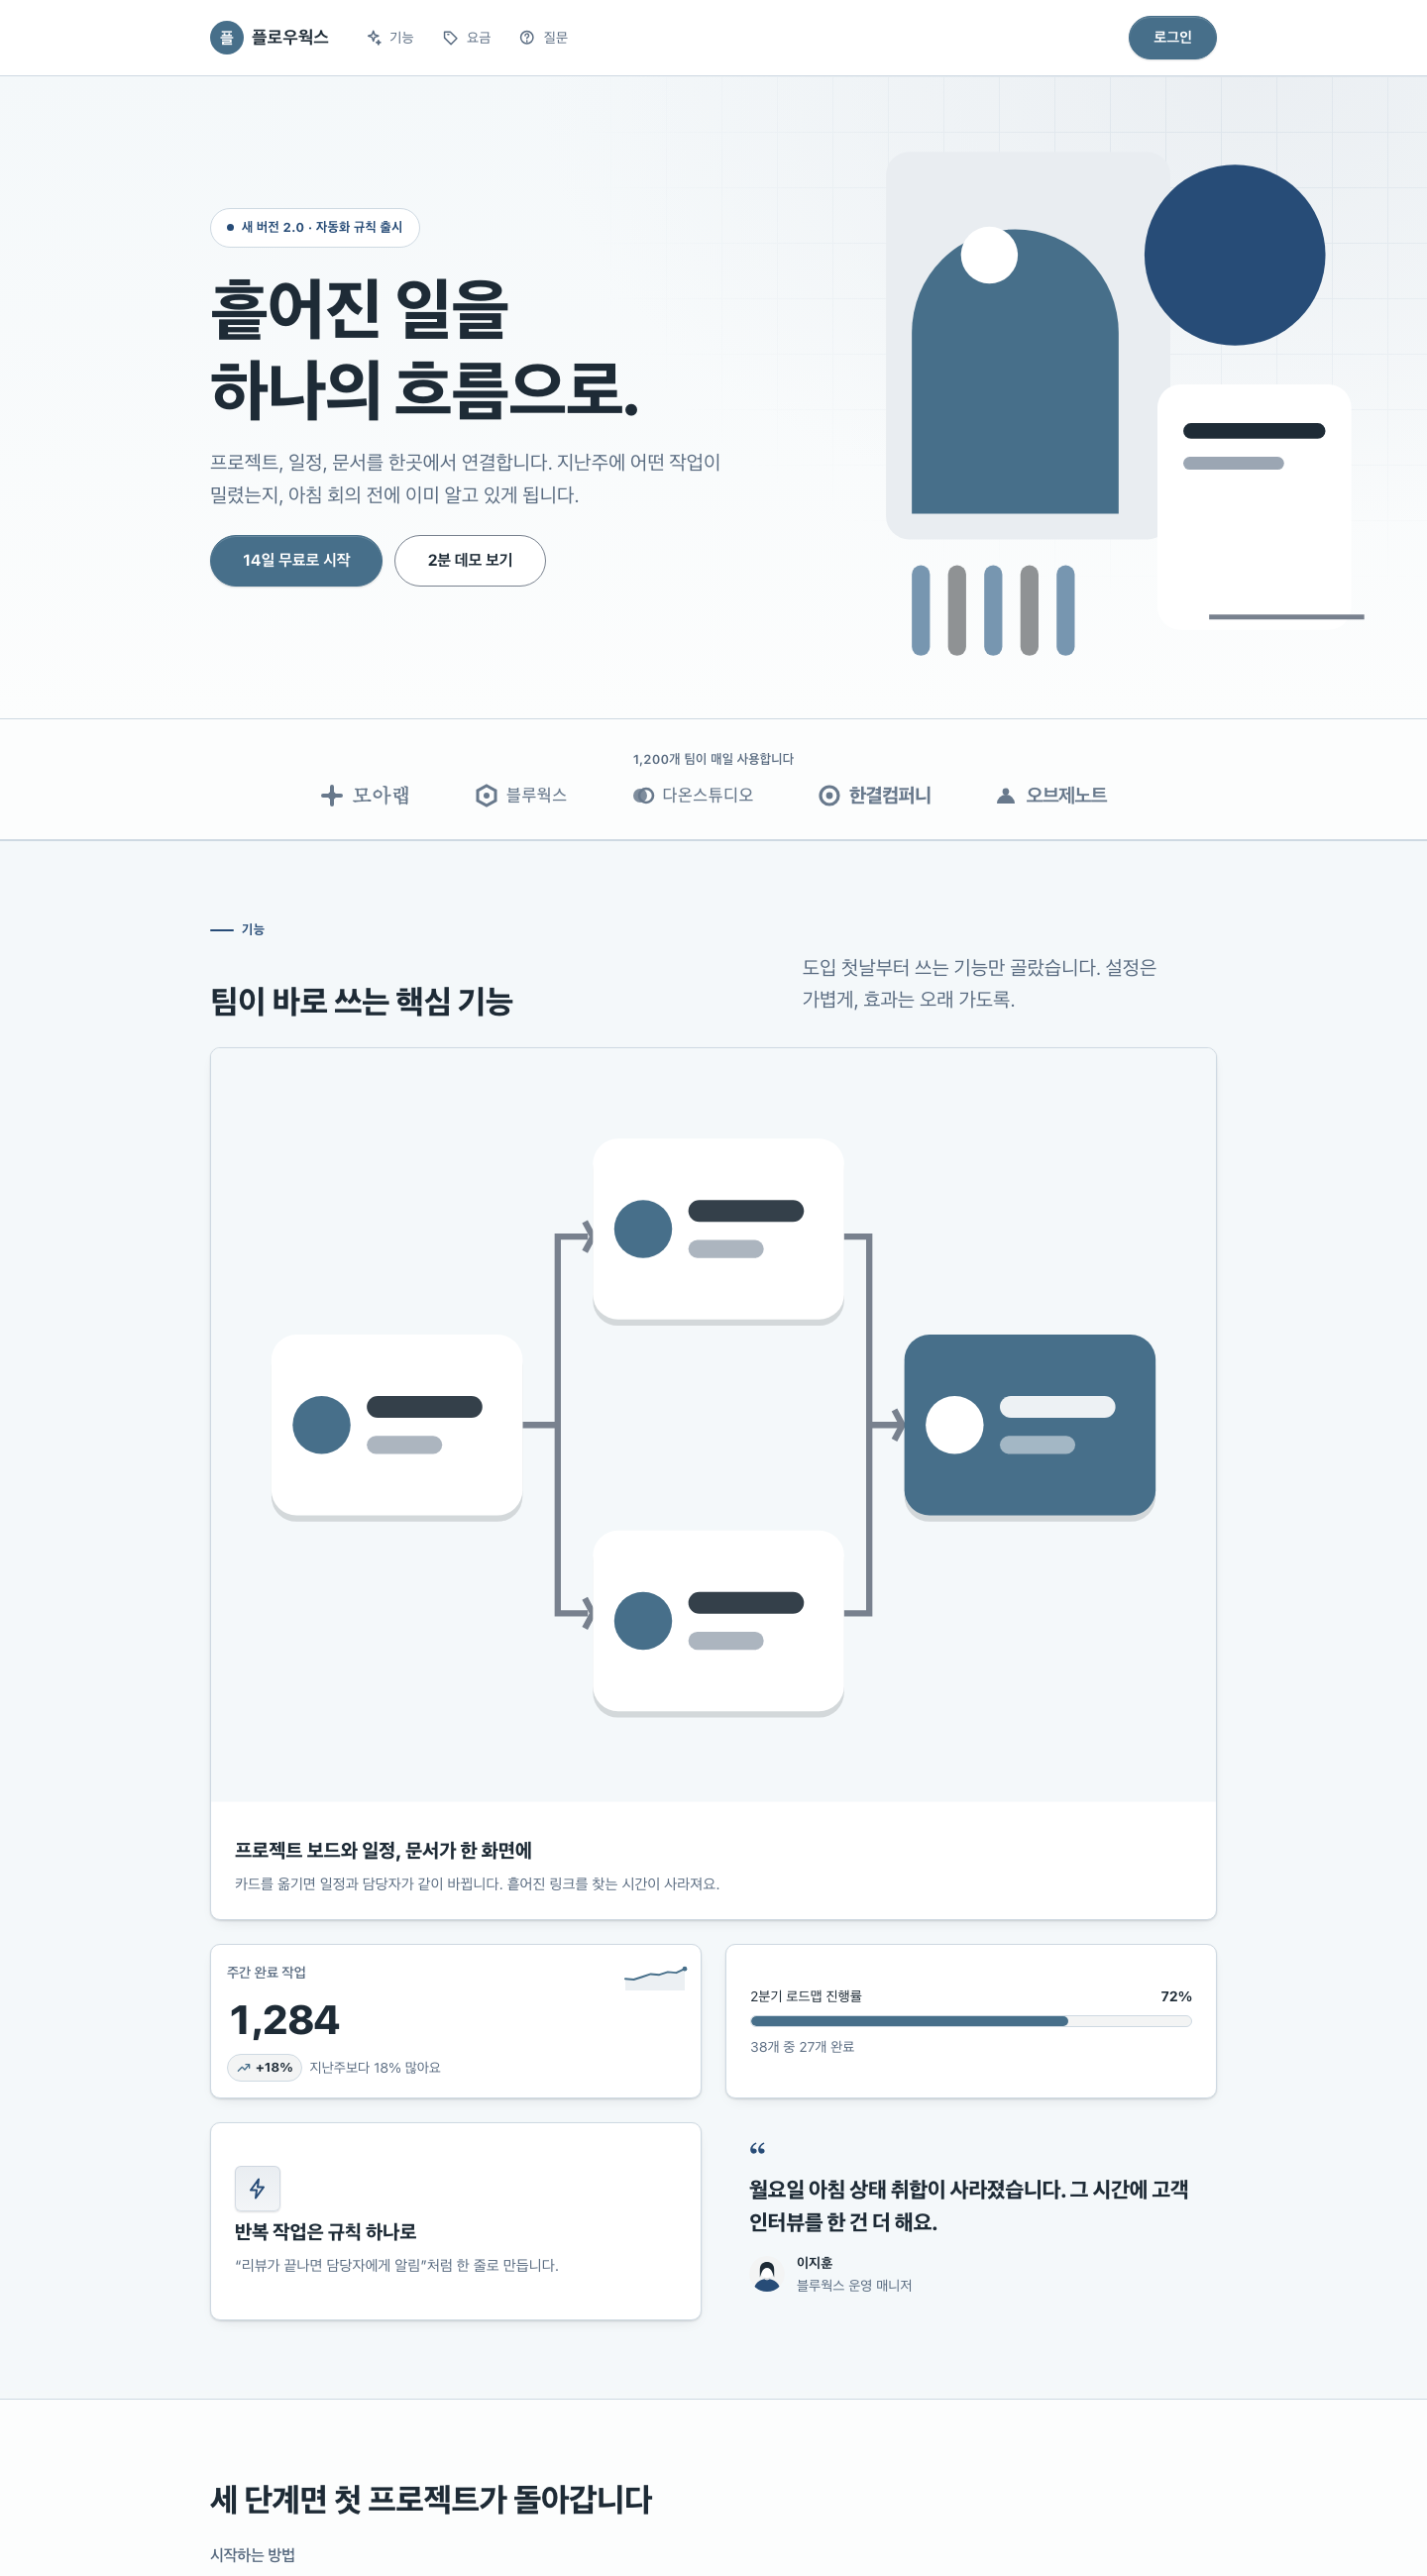 플 플로우웍스 기능 요금 질문 로그인
새 버전 2.0 · 자동화 규칙 출시
흩어진 일을
하나의 흐름으로.
프로젝트, 일정, 문서를 한곳에서 연결합니다. 지난주에 어떤 작업이
밀렸는지, 아침 회의 전에 이미 알고 있게 됩니다.
14일 무료로 시작 2분 데모 보기
1,200개 팀이 매일 사용합니다
모아랩 블루웍스 다온스튜디오 한결컴퍼니 오브제노트
기능
팀이 바로 쓰는 핵심 기능
도입 첫날부터 쓰는 기능만 골랐습니다. 설정은
가볍게, 효과는 오래 가도록.
프로젝트 보드와 일정, 문서가 한 화면에
카드를 옮기면 일정과 담당자가 같이 바뀝니다. 흩어진 링크를 찾는 시간이 사라져요.
주간 완료 작업
1,284
+18% 지난주보다 18% 많아요
2분기 로드맵 진행률 72%
38개 중 27개 완료
반복 작업은 규칙 하나로
“리뷰가 끝나면 담당자에게 알림”처럼 한 줄로 만듭니다.
“
월요일 아침 상태 취합이 사라졌습니다. 그 시간에 고객
인터뷰를 한 건 더 해요.
이지훈
블루웍스 운영 매니저
세 단계면 첫 프로젝트가 돌아갑니다
시작하는 방법